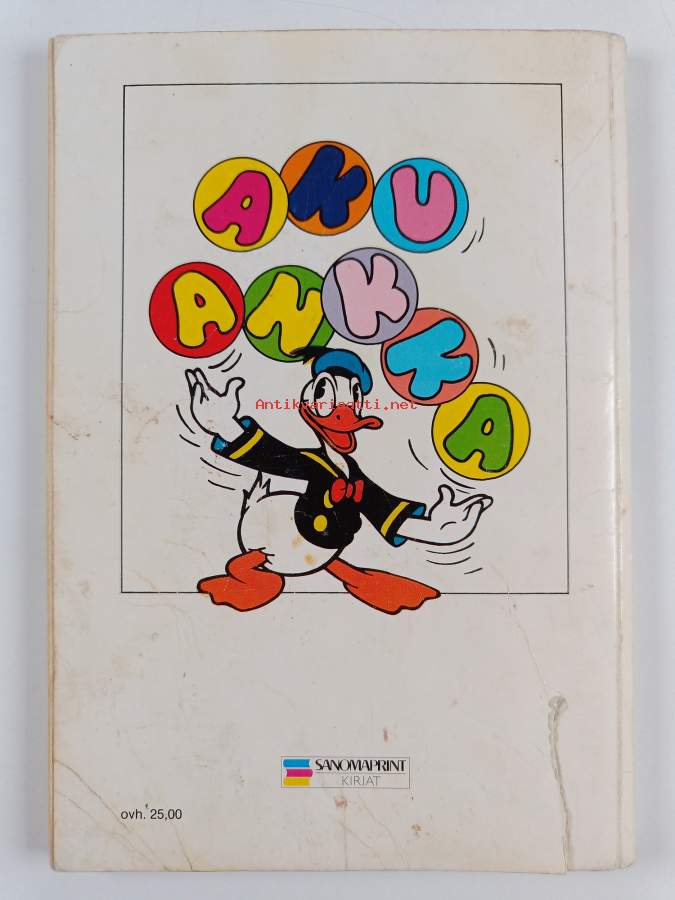 AKU
ANKKA
Antikvariaatti.net
SANOMAPRINT
KIRJAT
ovh. 25,00